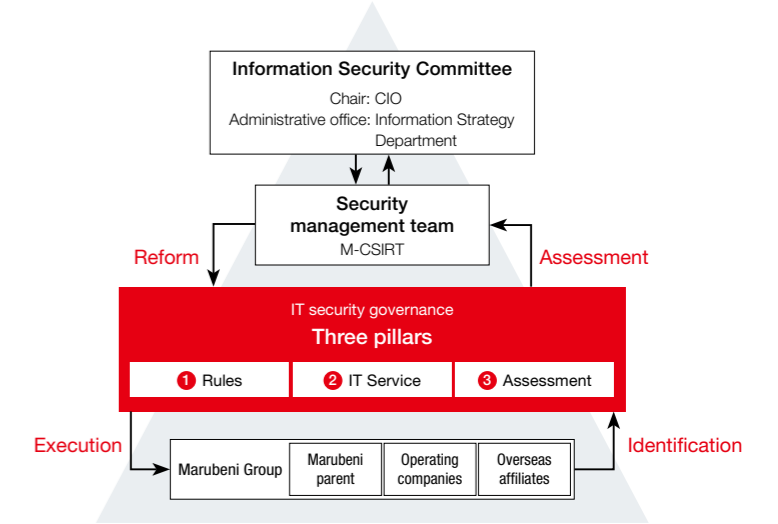 Information Security Committee
Chair: CIO
Administrative office: Information Strategy
Department
Security
management team
M-CSIRT
Reform
Assessment
IT security governance
Three pillars
1 Rules
2 IT Service
3 Assessment
Execution
Identification
Marubeni Group
Marubeni
parent
Operating
companies
Overseas
affiliates